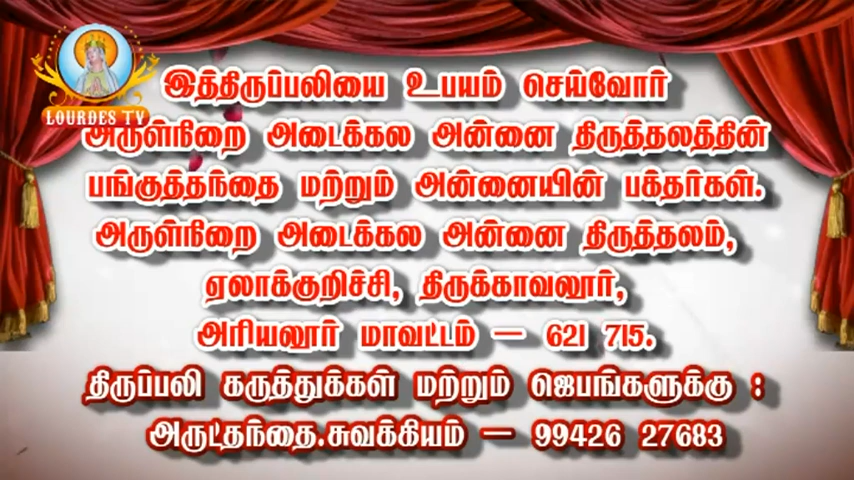 LOURDES TV
இத்திருப்பலியை உபயம் செய்வோர்
அருள்நிறை அடைக்கல அன்னை திருத்தலத்தின்
பங்குத்தந்தை மற்றும் அன்னையின் பக்தர்கள்.
அருள்நிறை அடைக்கல அன்னை திருத்தலம்,
ஏலாக்குறிச்சி, திருக்காவலூர்,
அரியலூர் மாவட்டம் – 621 715.
திருப்பலி கருத்துக்கள் மற்றும் ஜெபங்களுக்கு :
அருட்தந்தை.சுவக்கியம் – 99426 27683